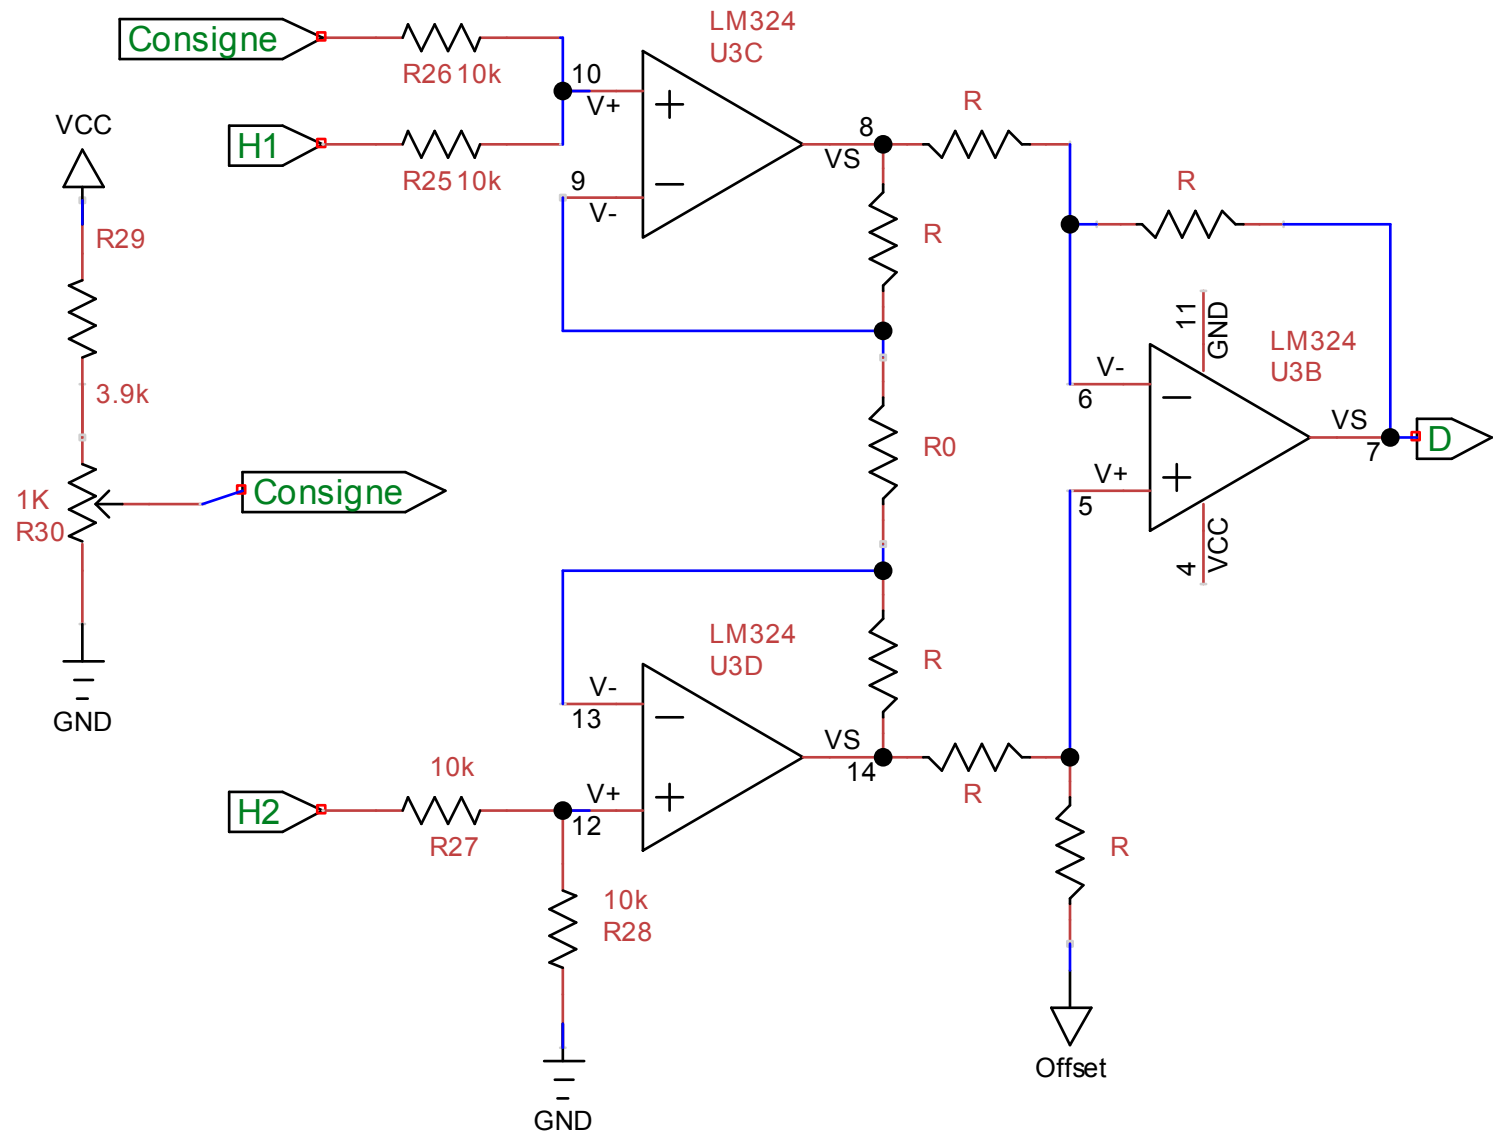 LM324
U3C
Consigne
R26 10k
10
V+
H1
R25 10k
9
V-
8
VS
R
R
R
VCC
R29
3.9k
1K
R30
Consigne
GND
R0
11
GND
LM324
U3B
V-
6
V+
5
VS
7
D
4
VCC
LM324
U3D
R
V-
13
VS
14
R
10k
H2
R27
V+
12
10k
R28
GND
R
Offset